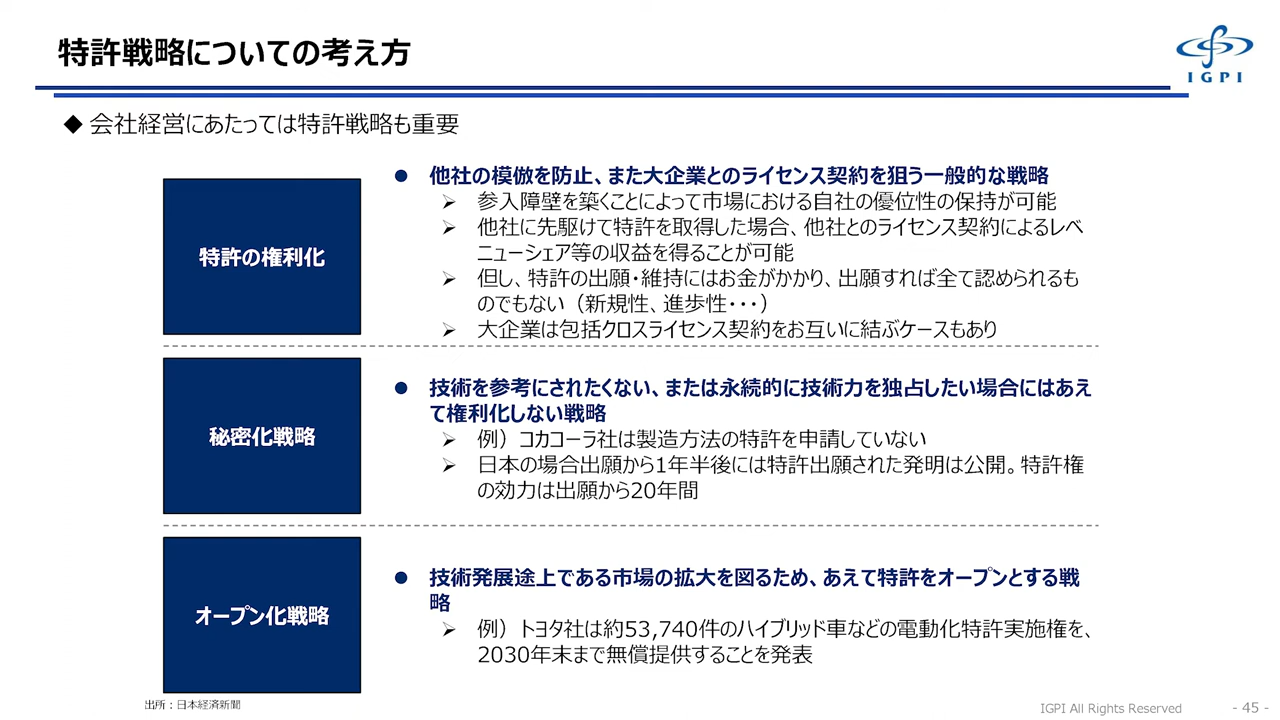 特許戦略についての考え方
IGPI
◆ 会社経営にあたっては特許戦略も重要
特許の権利化
● 他社の模倣を防止、また大企業とのライセンス契約を狙う一般的な戦略
➢ 参入障壁を築くことによって市場における自社の優位性の保持が可能
➢ 他社に先駆けて特許を取得した場合、他社とのライセンス契約によるレベ
ニューシェア等の収益を得ることが可能
➢ 但し、特許の出願・維持にはお金がかかり、出願すれば全て認められるも
のでもない（新規性、進歩性・・・）
➢ 大企業は包括クロスライセンス契約をお互いに結ぶケースもあり
秘密化戦略
● 技術を参考にされたくない、または永続的に技術力を独占したい場合にはあえ
て権利化しない戦略
➢ 例）コカコーラ社は製造方法の特許を申請していない
➢ 日本の場合出願から1年半後には特許出願された発明は公開。特許権
の効力は出願から20年間
オープン化戦略
● 技術発展途上である市場の拡大を図るため、あえて特許をオープンとする戦
略
➢ 例）トヨタ社は約53,740件のハイブリッド車などの電動化特許実施権を、
2030年末まで無償提供することを発表
出所：日本経済新聞
IGPI All Rights Reserved
- 45 -